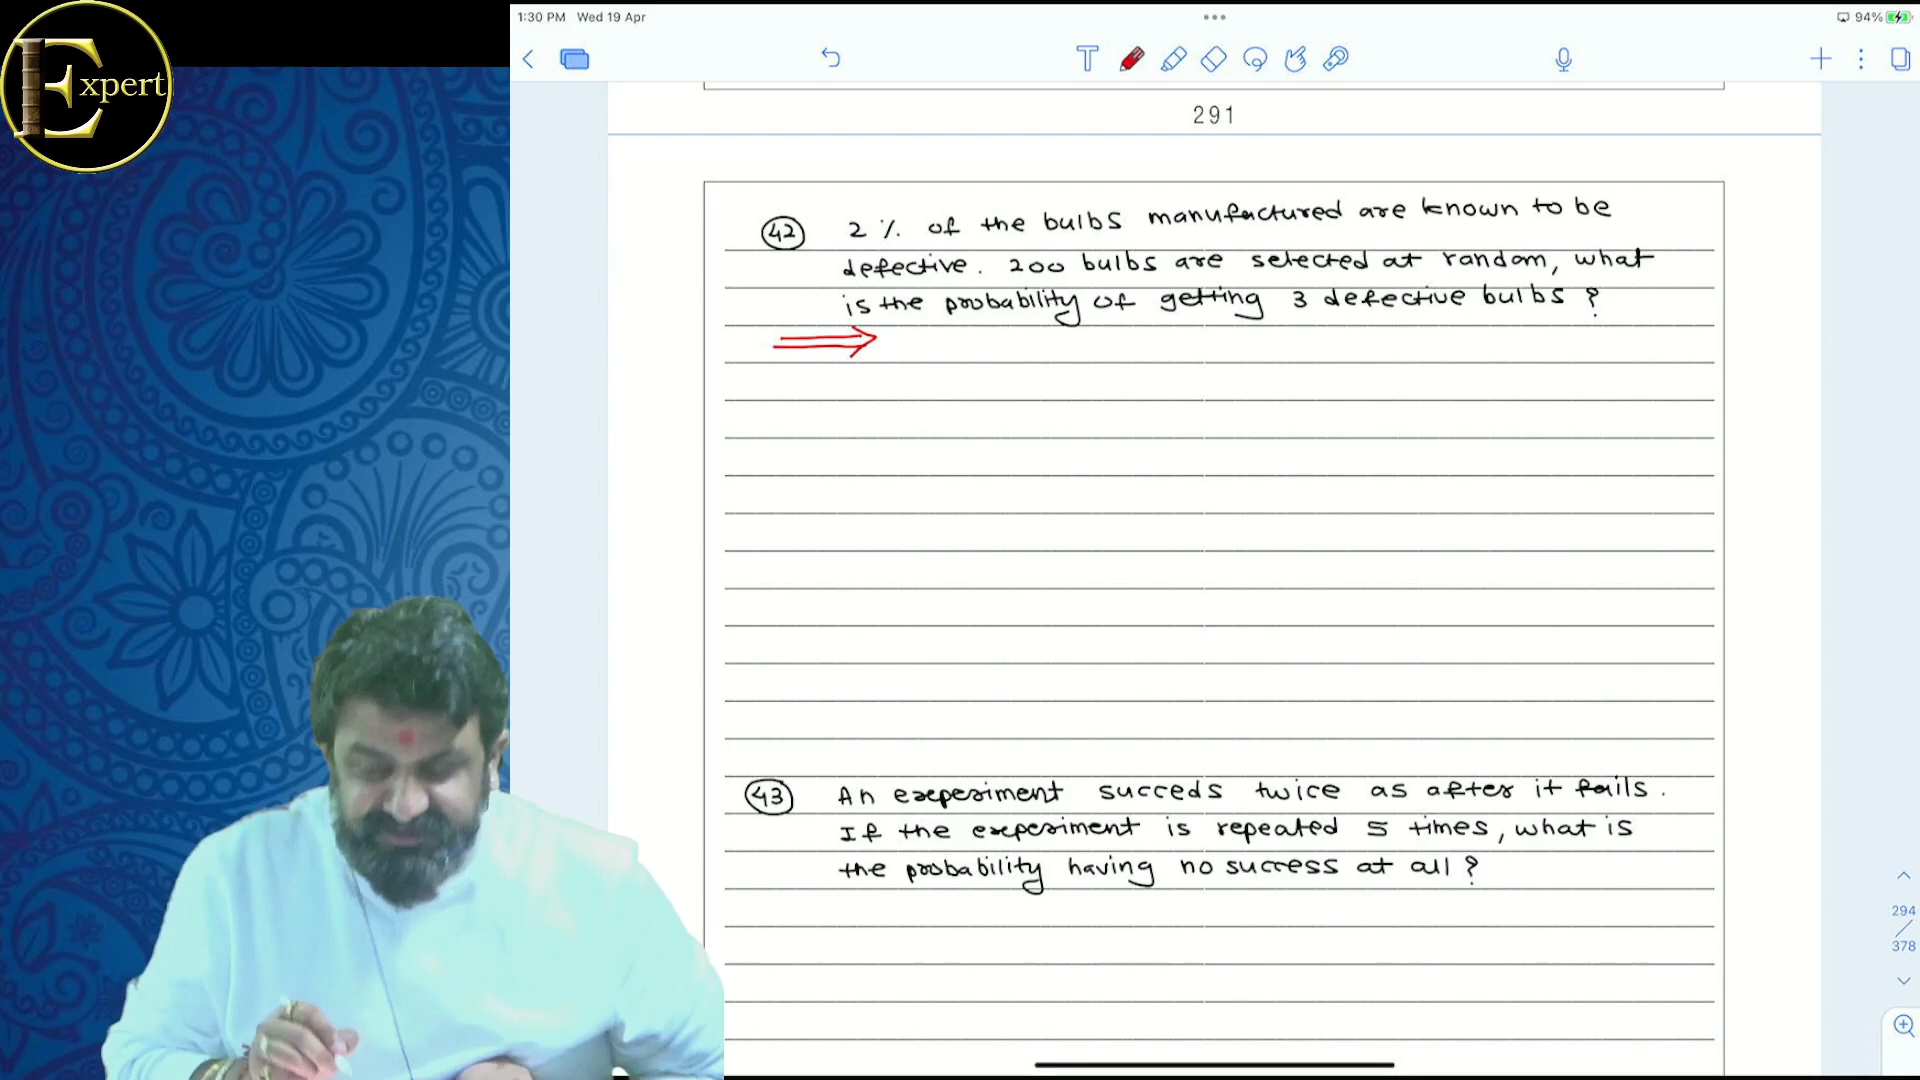 Expert
1:30 PM Wed 19 Apr
94%
291
42 2 % of the bulbs manufactured are known to be
defective. 200 bulbs are selected at random, what
is the probability of getting 3 defective bulbs ?
43 An experiment succeds twice as after it fails.
If the experiment is repeated 5 times, what is
the probability having no success at all ?
294
378